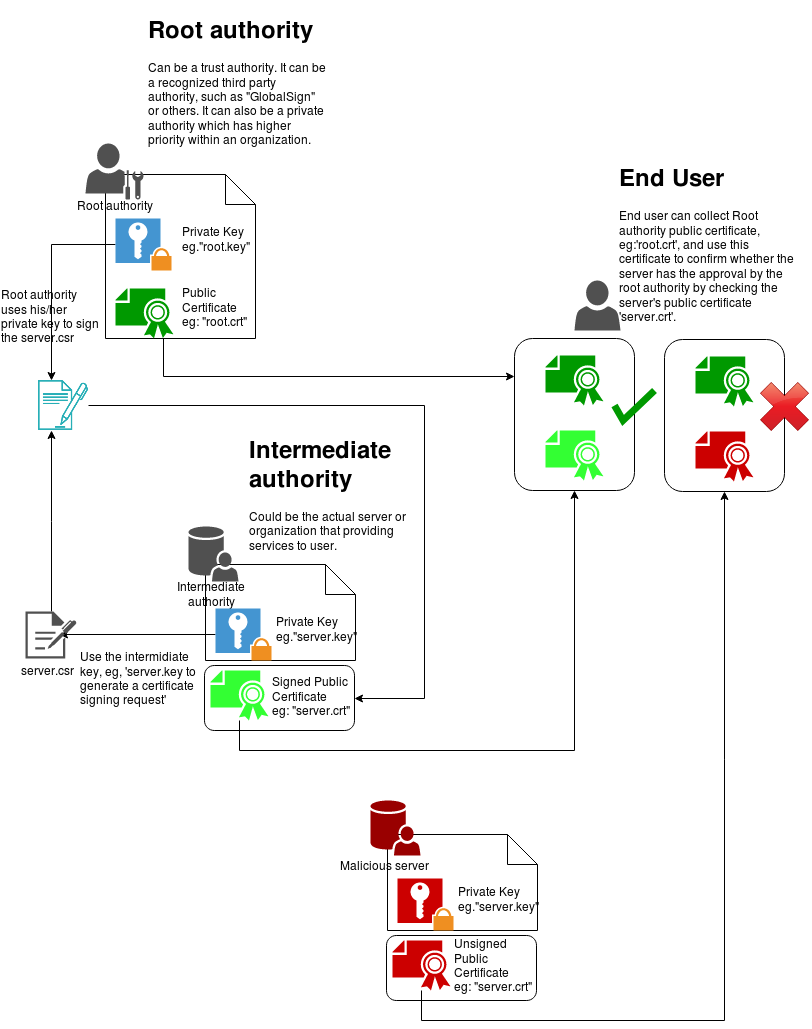 Root authority
Can be a trust authority. It can be
a recognized third party
authority, such as "GlobalSign"
or others. It can also be a private
authority which has higher
priority within an organization.
Root authority
Private Key
eg."root.key"
Public
Certificate
eg: "root.crt"
Root authority
uses his/her
private key to sign
the server.csr
End User
End user can collect Root
authority public certificate,
eg:'root.crt', and use this
certificate to confirm whether the
server has the approval by the
root authority by checking the
server's public certificate
'server.crt'.
Intermediate
authority
Could be the actual server or
organization that providing
services to user.
Intermediate
authority
Private Key
eg."server.key"
server.csr
Use the intermidiate
key, eg, 'server.key to
generate a certificate
signing request'
Signed Public
Certificate
eg: "server.crt"
Malicious server
Private Key
eg."server.key"
Unsigned
Public
Certificate
eg: "server.crt"